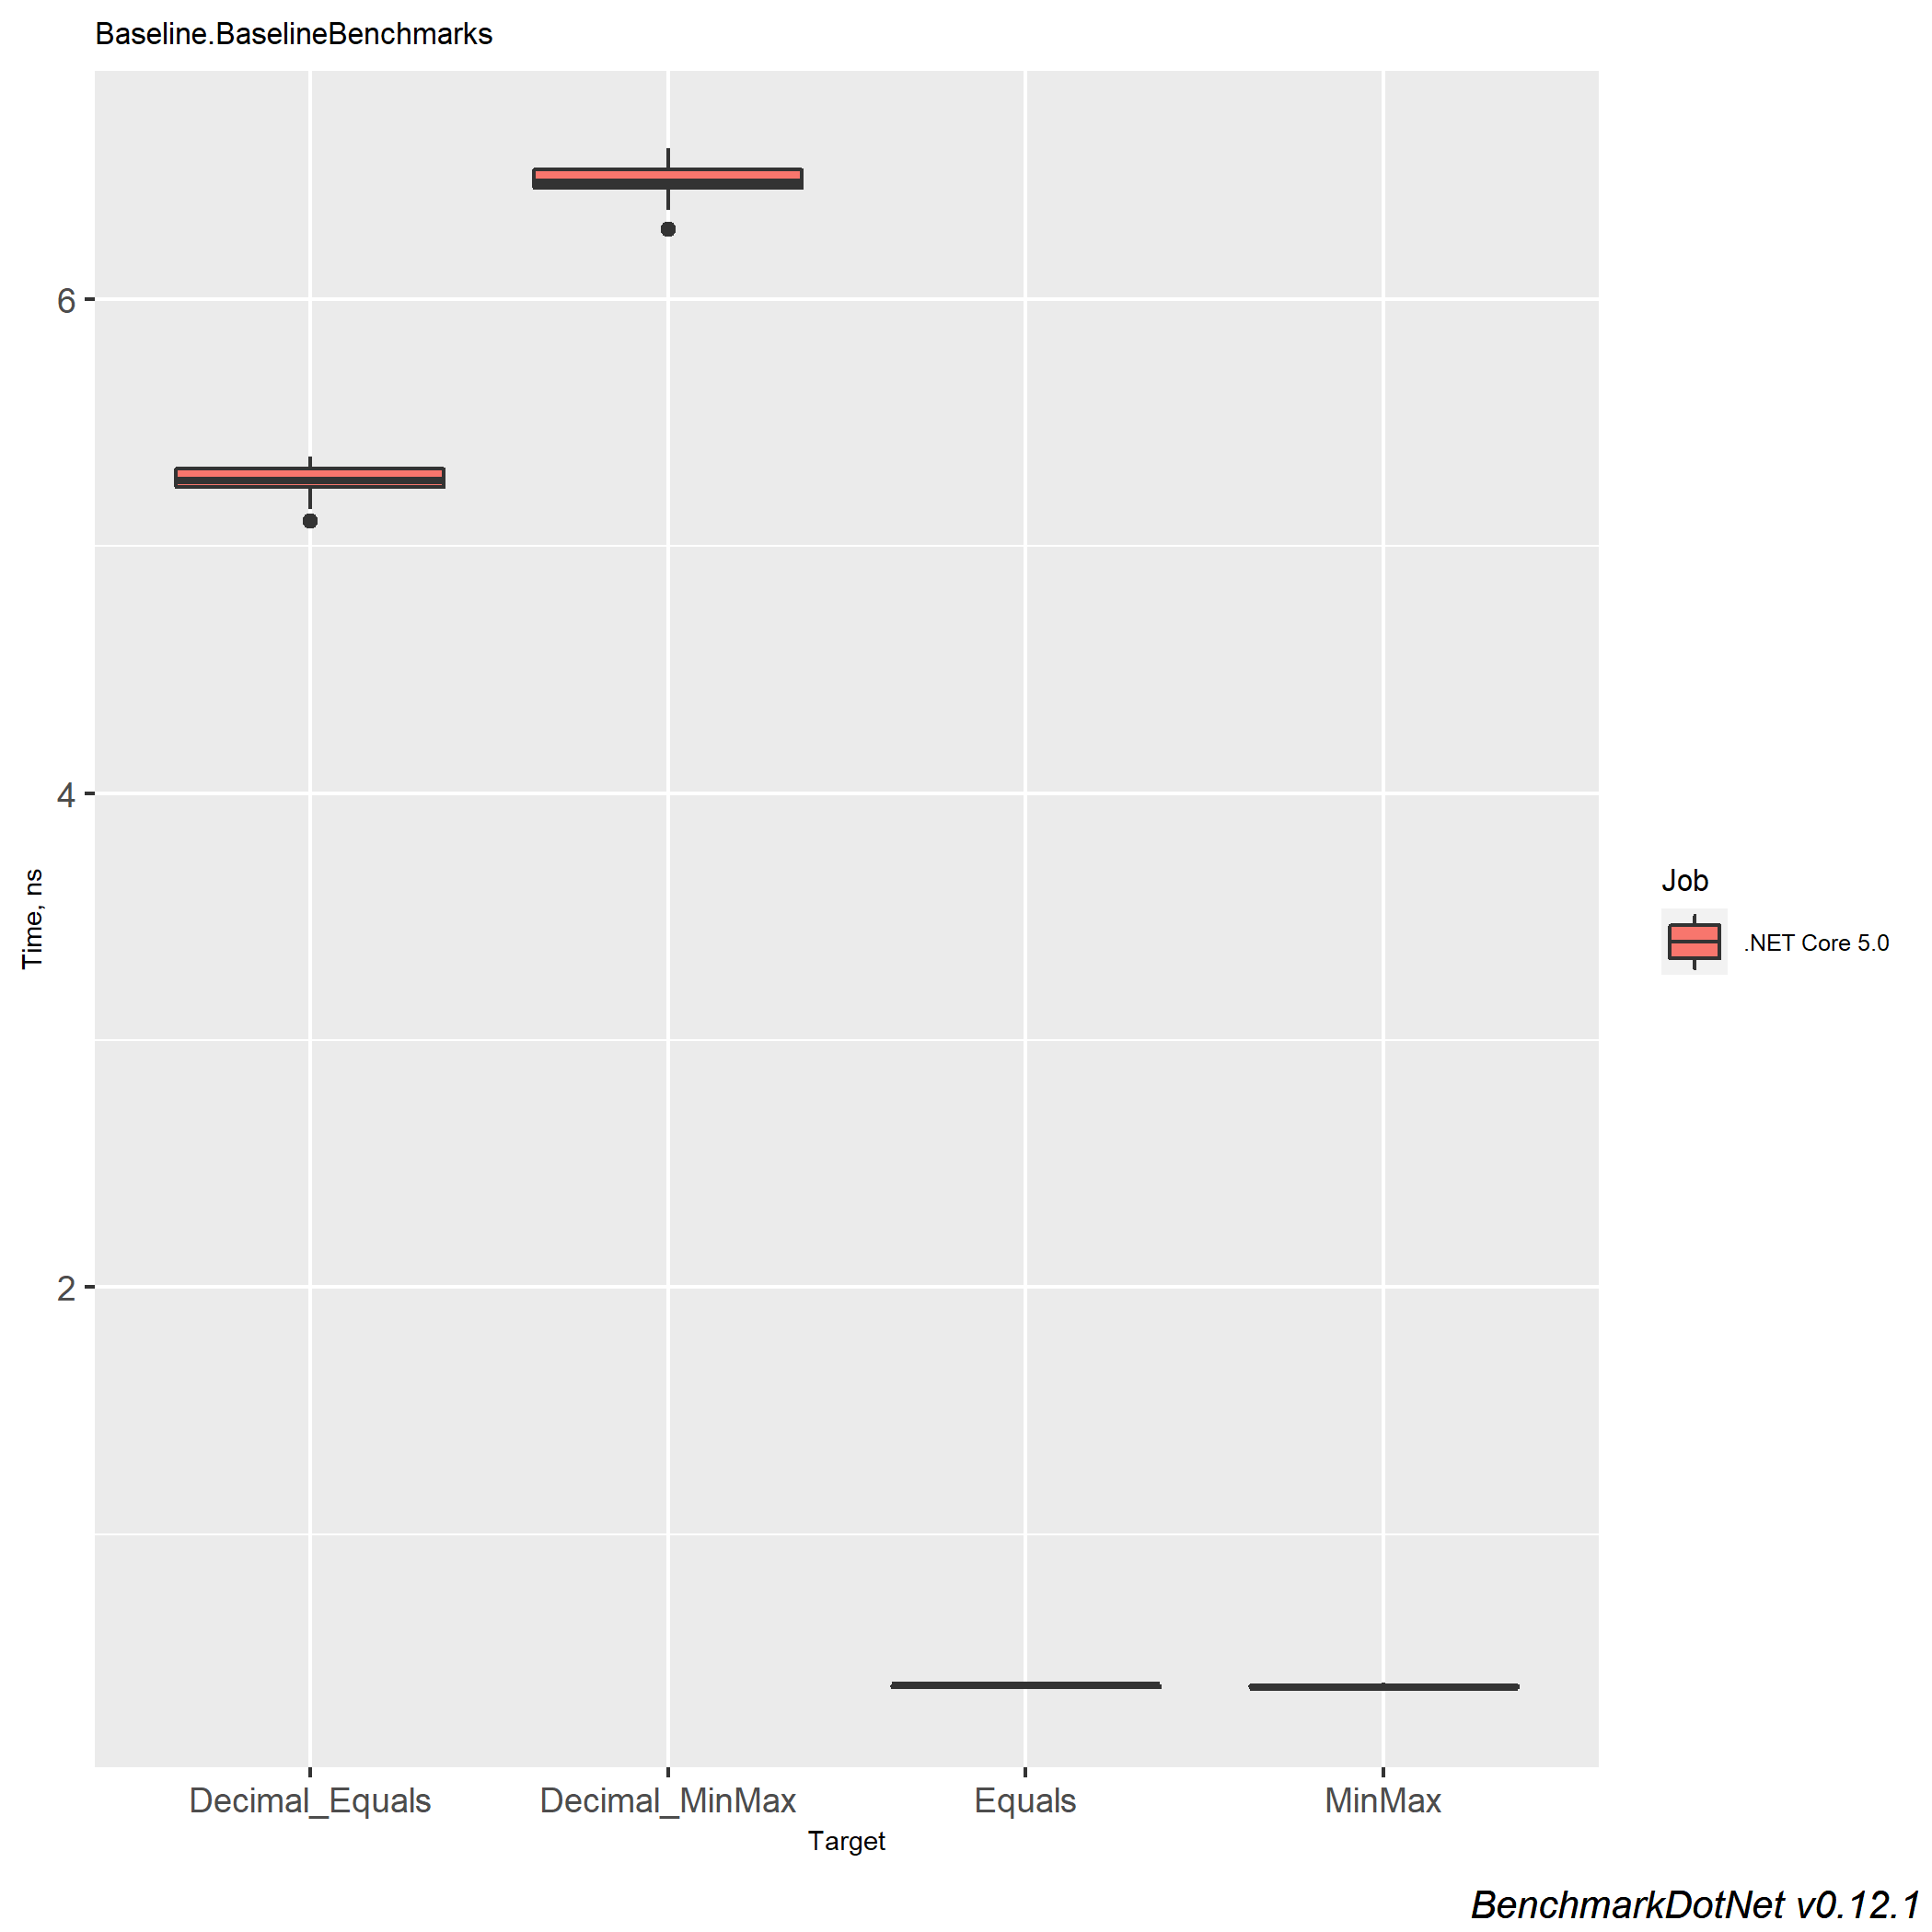 Baseline.BaselineBenchmarks
6
4
2
Time, ns
Decimal_Equals
Decimal_MinMax
Equals
MinMax
Target
Job
.NET Core 5.0
BenchmarkDotNet v0.12.1